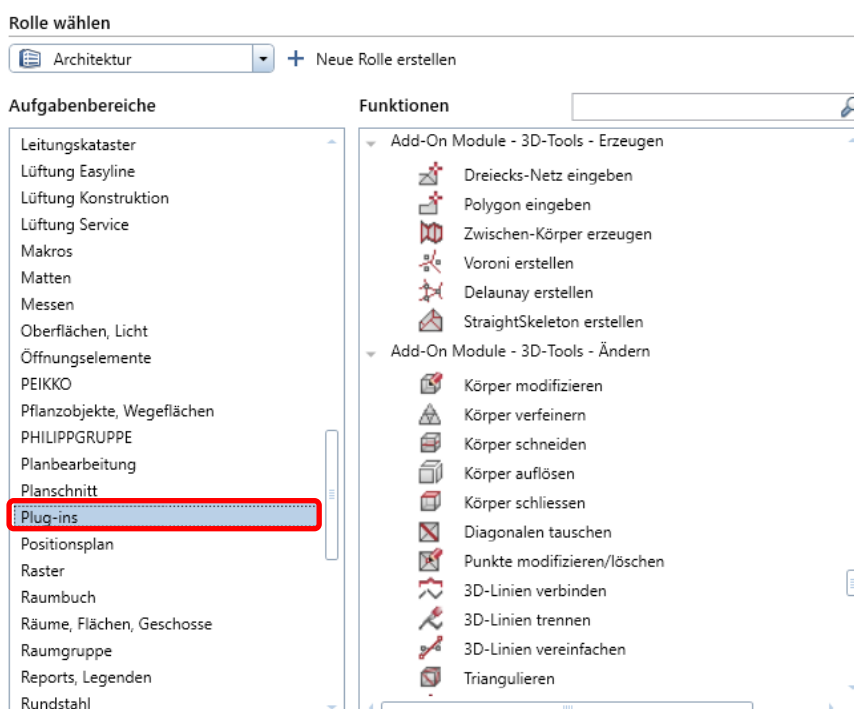 Rolle wählen
Architektur
Neue Rolle erstellen
Aufgabenbereiche
Leitungskataster
Lüftung Easyline
Lüftung Konstruktion
Lüftung Service
Makros
Matten
Messen
Oberflächen, Licht
Öffnungselemente
PEIKKO
Pflanzobjekte, Wegeflächen
PHILIPPGRUPPE
Planbearbeitung
Planschnitt
Plug-ins
Positionsplan
Raster
Raumbuch
Räume, Flächen, Geschosse
Raumgruppe
Reports, Legenden
Rundstahl
Funktionen
Add-On Module - 3D-Tools - Erzeugen
Dreiecks-Netz eingeben
Polygon eingeben
Zwischen-Körper erzeugen
Voroni erstellen
Delaunay erstellen
StraightSkeleton erstellen
Add-On Module - 3D-Tools - Ändern
Körper modifizieren
Körper verfeinern
Körper schneiden
Körper auflösen
Körper schliessen
Diagonalen tauschen
Punkte modifizieren/löschen
3D-Linien verbinden
3D-Linien trennen
3D-Linien vereinfachen
Triangulieren